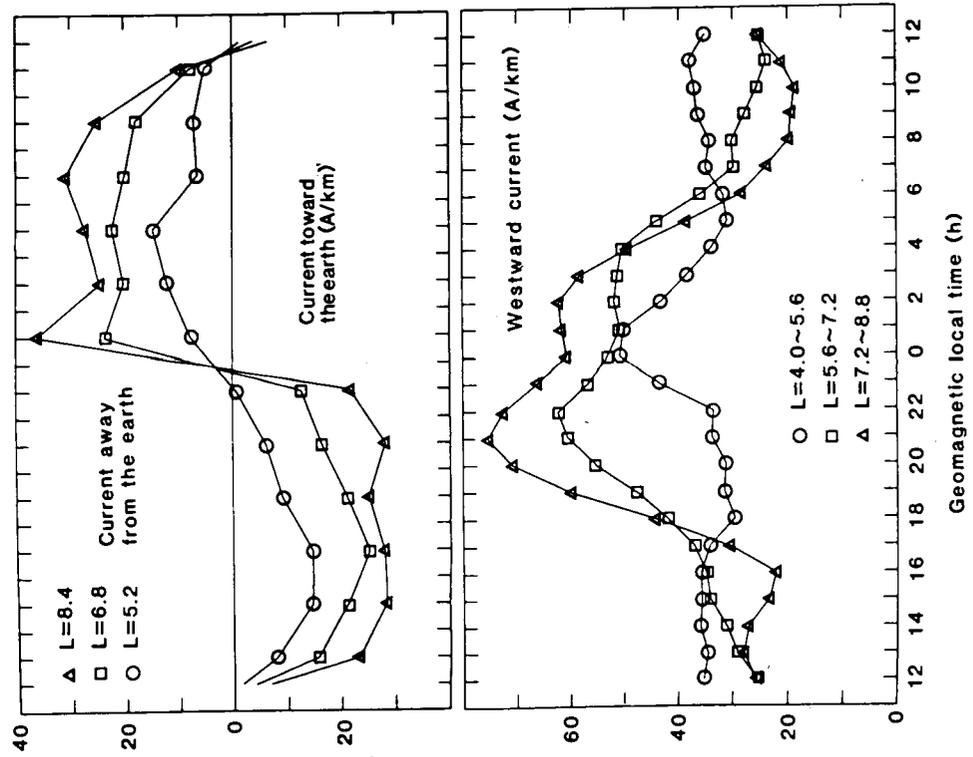 40
20
0
20
△ L=8.4
□ L=6.8
○ L=5.2
Current away
from the earth
Current toward
the earth (A/km)
60
40
20
0
Westward current (A/km)
○ L=4.0~5.6
□ L=5.6~7.2
△ L=7.2~8.8
12 14 16 18 20 22 0 2 4 6 8 10 12
Geomagnetic local time (h)